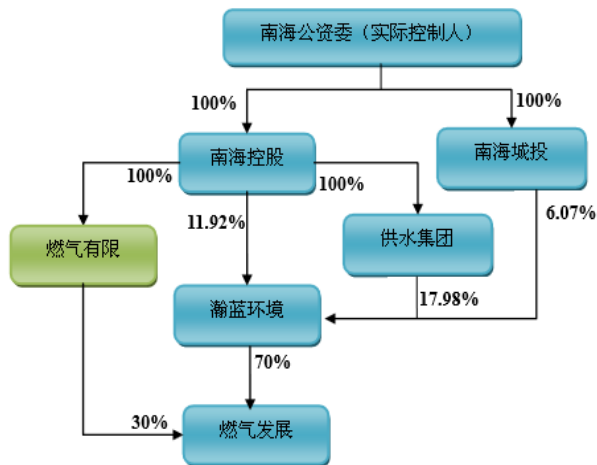 南海公资委（实际控制人）
100%
100%
南海控股
南海城投
100%
100%
11.92%
6.07%
燃气有限
供水集团
17.98%
瀚蓝环境
70%
30%
燃气发展